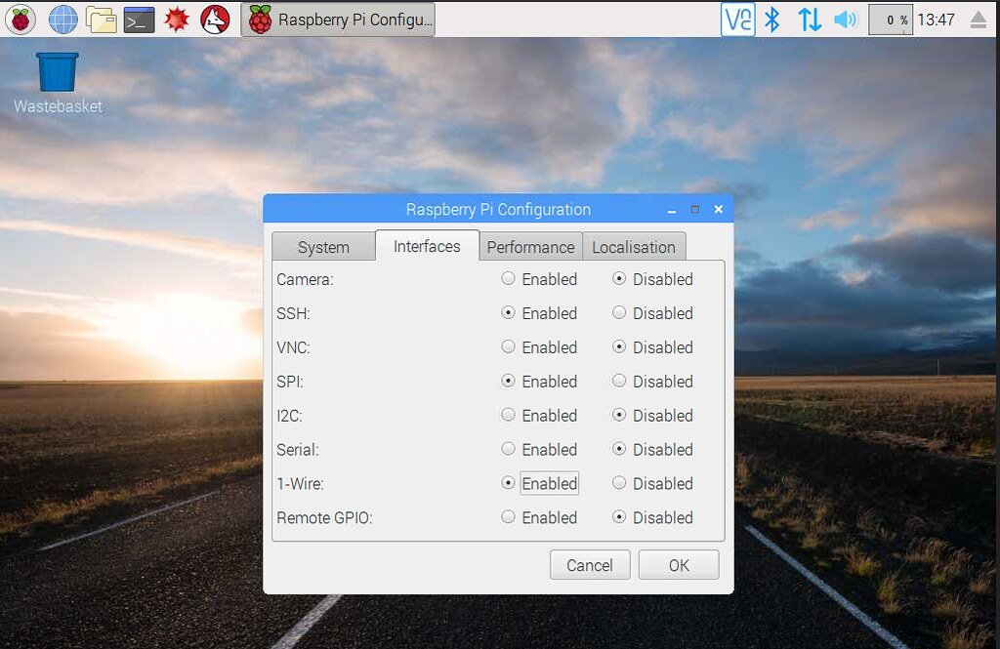 Raspberry Pi Configu...
0 %
13:47
Wastebasket
Raspberry Pi Configuration
System Interfaces Performance Localisation
Camera: Enabled Disabled
SSH: Enabled Disabled
VNC: Enabled Disabled
SPI: Enabled Disabled
I2C: Enabled Disabled
Serial: Enabled Disabled
1-Wire: Enabled Disabled
Remote GPIO: Enabled Disabled
Cancel OK